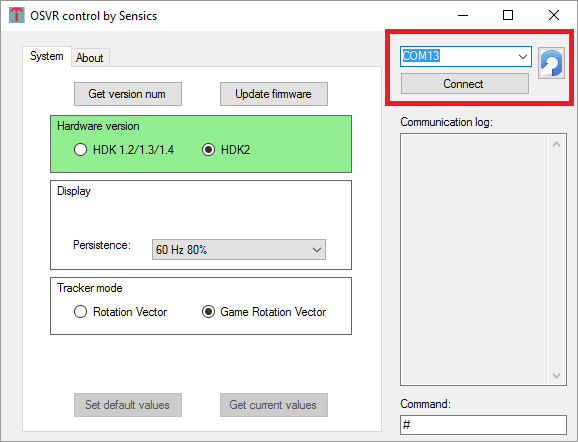 OSVR control by Sensics
System
About
COM13
Connect
Get version num
Update firmware
Hardware version
HDK 1.2/1.3/1.4
HDK2
Display
Persistence:
60 Hz 80%
Tracker mode
Rotation Vector
Game Rotation Vector
Set default values
Get current values
Communication log:
Command:
#